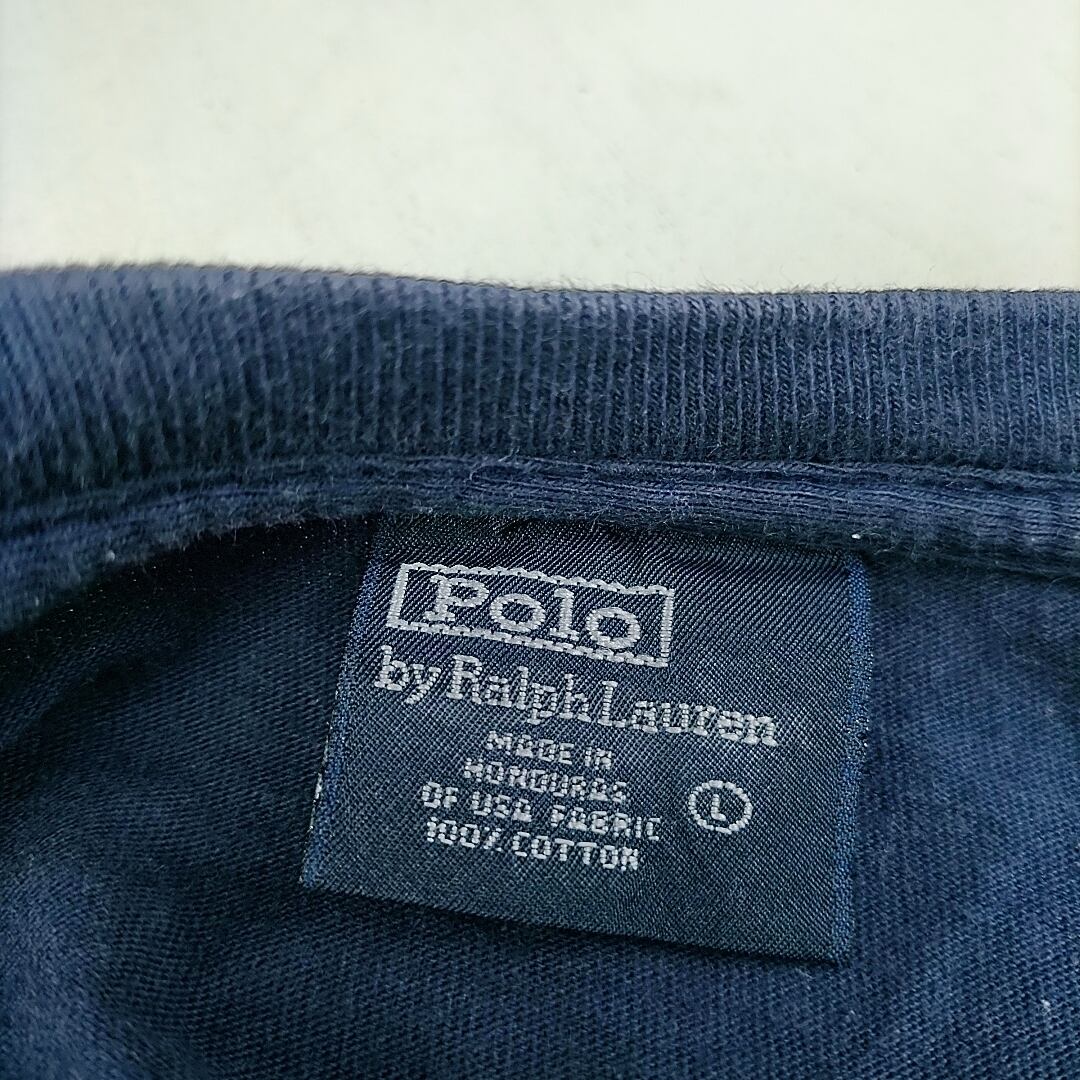 Polo
by Ralph Lauren
MADE IN
HONDURAS
OF USA FABRIC
100% COTTON
L